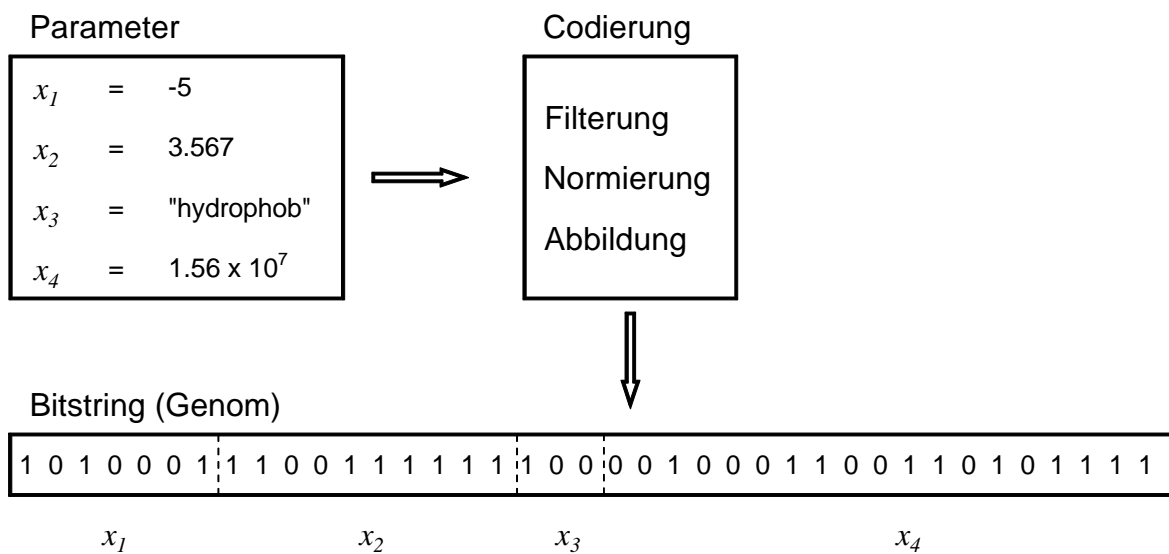 Parameter
x1 = -5
x2 = 3.567
x3 = "hydrophob"
x4 = 1.56 x 10^7
Codierung
Filterung
Normierung
Abbildung
Bitstring (Genom)
1 0 1 0 0 0 1 1 1 0 0 1 1 1 1 1 1 1 0 0 0 0 1 0 0 0 1 1 0 0 1 1 0 1 0 1 1 1 1
x1 x2 x3 x4